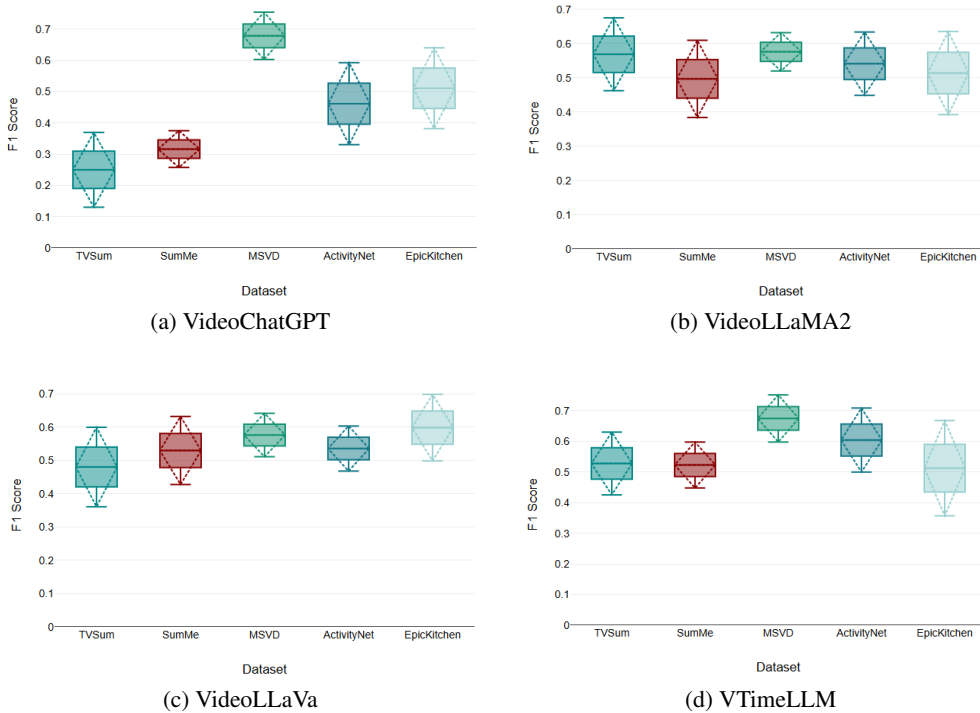 0.7
0.6
0.5
0.4
0.3
0.2
0.1
0
F1 Score
TVSum SumMe MSVD ActivityNet EpicKitchen
Dataset
(a) VideoChatGPT
0.7
0.6
0.5
0.4
0.3
0.2
0.1
0
F1 Score
TVSum SumMe MSVD ActivityNet EpicKitchen
Dataset
(b) VideoLLaMA2
0.7
0.6
0.5
0.4
0.3
0.2
0.1
0
F1 Score
TVSum SumMe MSVD ActivityNet EpicKitchen
Dataset
(c) VideoLLaVa
0.7
0.6
0.5
0.4
0.3
0.2
0.1
0
F1 Score
TVSum SumMe MSVD ActivityNet EpicKitchen
Dataset
(d) VTimeLLM